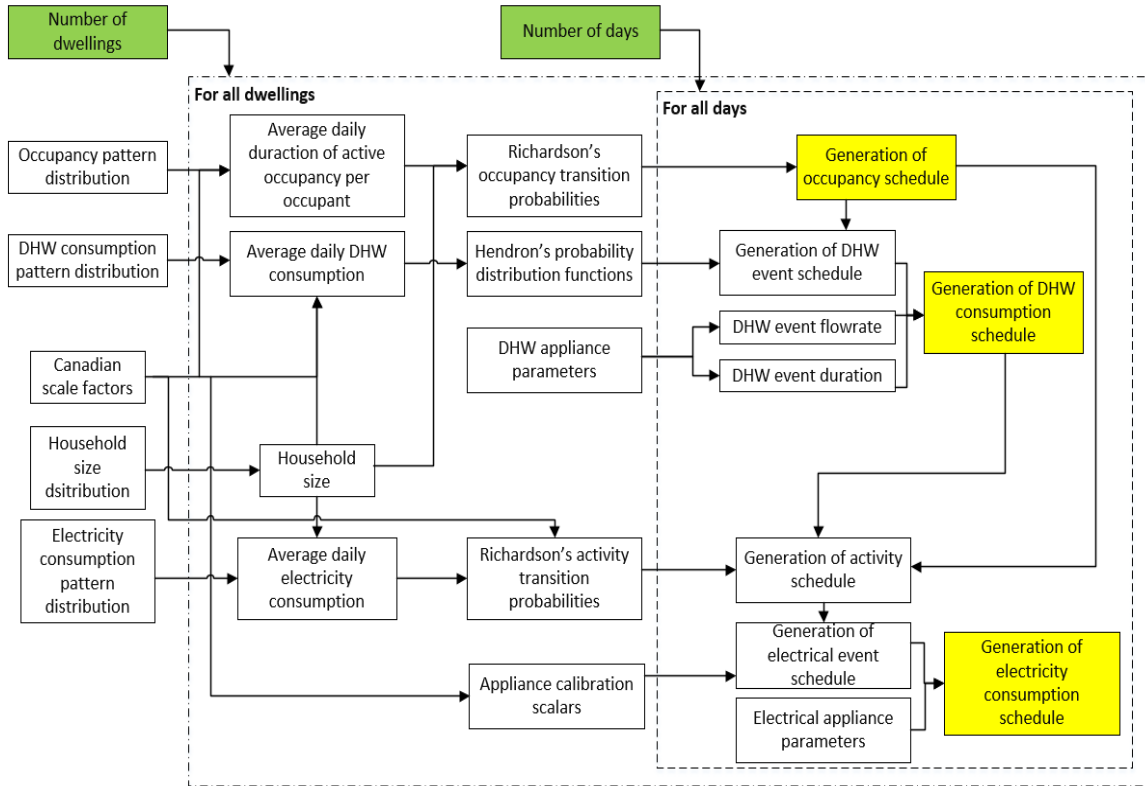 Number of
dwellings
Number of days
For all dwellings
For all days
Occupancy pattern
distribution
Average daily
duraction of active
occupancy per
occupant
Richardson's
occupancy transition
probabilities
Generation of
occupancy schedule
DHW consumption
pattern distribution
Average daily DHW
consumption
Hendron's probability
distribution functions
Generation of DHW
event schedule
Generation of DHW
consumption
schedule
DHW appliance
parameters
DHW event flowrate
DHW event duration
Canadian
scale factors
Household
size
dsitribution
Household
size
Electricity
consumption
pattern
distribution
Average daily
electricity
consumption
Richardson's activity
transition
probabilities
Generation of activity
schedule
Appliance calibration
scalars
Generation of
electrical event
schedule
Electrical appliance
parameters
Generation of
electricity
consumption
schedule